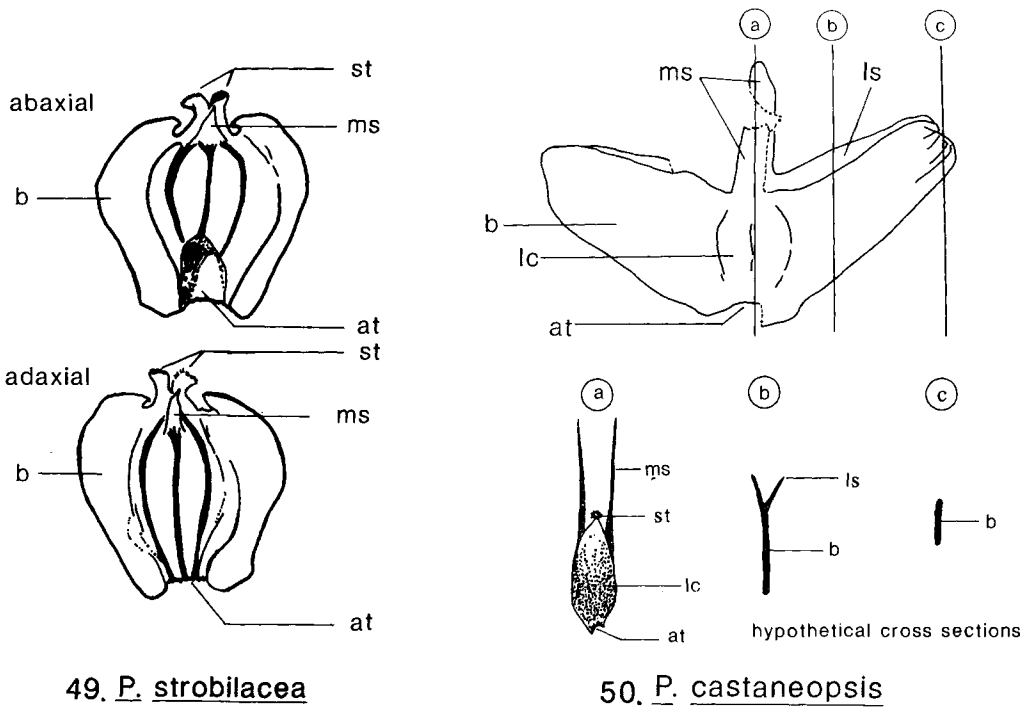 abaxial
st
ms
b
at
adaxial
st
ms
b
at
49. P. strobilacea
a
b
c
ms
ls
b
lc
at
a
b
c
ms
st
lc
at
ls
b
b
hypothetical cross sections
50. P. castaneopsis